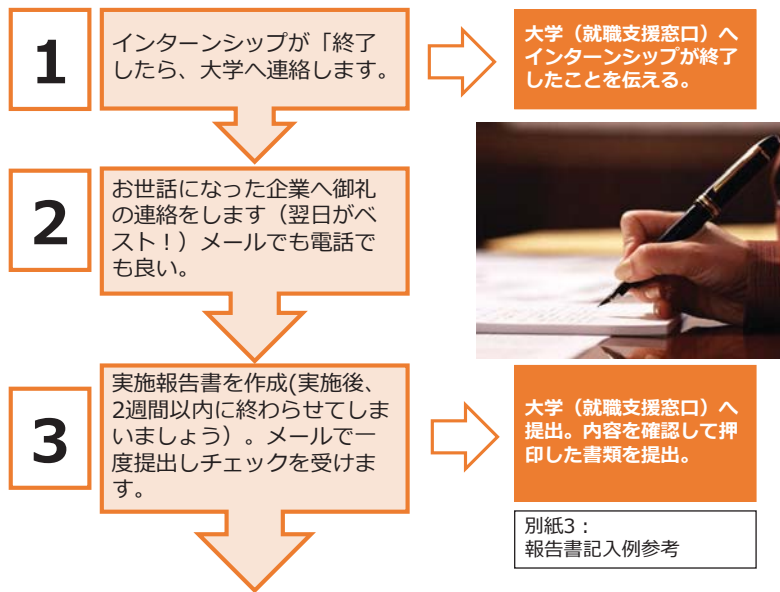 1
インターンシップが「終了
したら、大学へ連絡します。
大学（就職支援窓口）へ
インターンシップが終了
したことを伝える。
2
お世話になった企業へ御礼
の連絡をします（翌日がベ
スト！）メールでも電話で
も良い。
3
実施報告書を作成(実施後、
2週間以内に終わらせてしま
いましょう）。メールで一
度提出しチェックを受けま
す。
大学（就職支援窓口）へ
提出。内容を確認して押
印した書類を提出。
別紙3：
報告書記入例参考